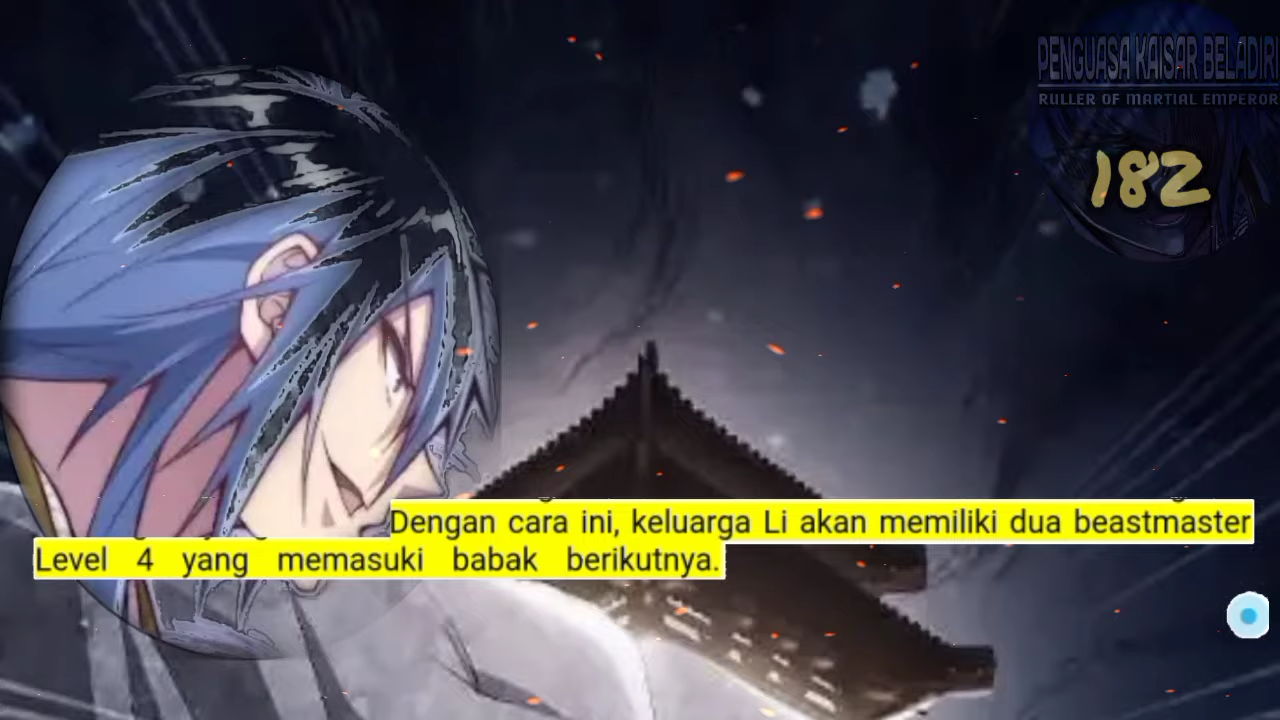 PENGUASA KAISAR BELADIRI
RULLER OF MARTIAL EMPEROR
182
Dengan cara ini, keluarga Li akan memiliki dua beastmaster
Level 4 yang memasuki babak berikutnya.